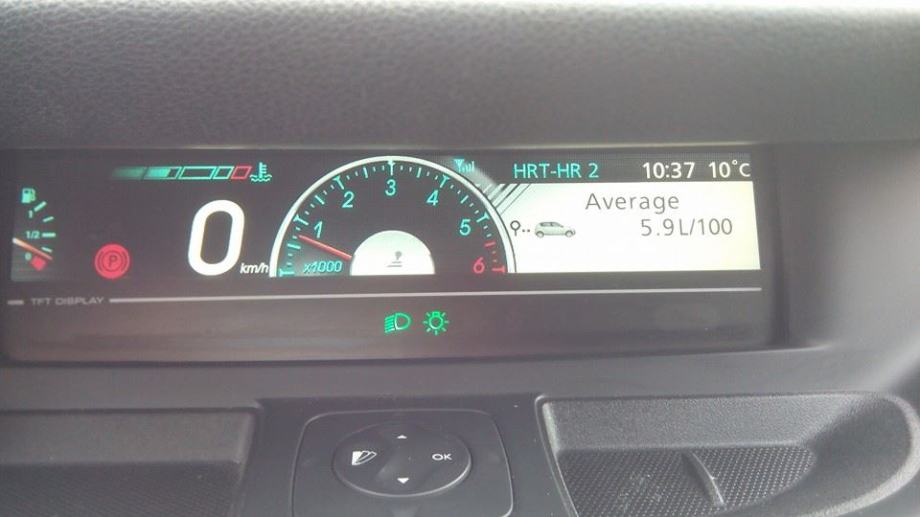 HRT-HR 2 10:37 10°C
Average
5.9L/100
1/2
P
0 km/h
1 2 3 4 5 6
x1000
TFT DISPLAY
OK